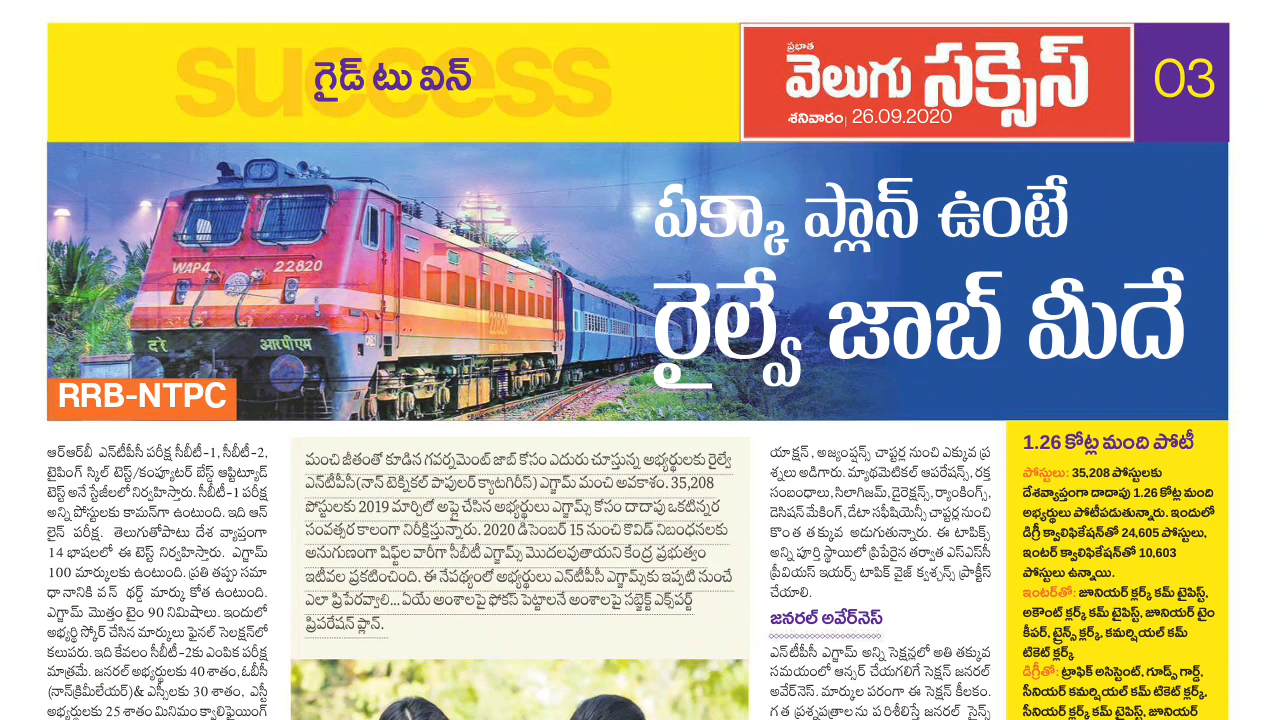 success
గైడ్ టు విన్
ప్రభాత
వెలుగు సక్సెస్
శనివారం| 26.09.2020
03
పక్కా ప్లాన్ ఉంటే
రైల్వే జాబ్ మీదే
WAP4 22820
आरपीएम
RRB-NTPC
ఆర్ఆర్‌బీ ఎన్‌టీపీసీ పరీక్ష సీబీటీ-1, సీబీటీ-2,
టైపింగ్ స్కిల్ టెస్ట్/కంప్యూటర్ బేస్డ్ ఆప్టిట్యూడ్
టెస్ట్ అనే స్టేజీలలో నిర్వహిస్తారు. సీబీటీ-1 పరీక్ష
అన్ని పోస్టులకు కామన్‌గా ఉంటుంది. ఇది ఆన్
లైన్ పరీక్ష. తెలుగుతోపాటు దేశ వ్యాప్తంగా
14 భాషలలో ఈ టెస్ట్ నిర్వహిస్తారు. ఎగ్జామ్
100 మార్కులకు ఉంటుంది. ప్రతి తప్పు సమా
ధానానికి వన్ థర్డ్ మార్కు కోత ఉంటుంది.
ఎగ్జామ్ మొత్తం టైం 90 నిమిషాలు. ఇందులో
అభ్యర్థి స్కోర్ చేసిన మార్కులు ఫైనల్ సెలక్షన్‌లో
కలుపరు. ఇది కేవలం సీబీటీ-2కు ఎంపిక పరీక్ష
మాత్రమే. జనరల్ అభ్యర్థులకు 40 శాతం, ఓబీసీ
(నాన్‌క్రిమీలేయర్)& ఎస్సీలకు 30 శాతం, ఎస్టీ
అభ్యర్థులకు 25 శాతం మినిమం క్వాలిఫైయింగ్
మంచి జీతంతో కూడిన గవర్నమెంట్ జాబ్ కోసం ఎదురు చూస్తున్న అభ్యర్థులకు రైల్వే
ఎన్‌టీపీసీ(నాన్ టెక్నికల్ పాపులర్ క్యాటగిరీస్) ఎగ్జామ్ మంచి అవకాశం. 35,208
పోస్టులకు 2019 మార్చిలో అప్లై చేసిన అభ్యర్థులు ఎగ్జామ్స్ కోసం దాదాపు ఒకటిన్నర
సంవత్సర కాలంగా నిరీక్షిస్తున్నారు. 2020 డిసెంబర్ 15 నుంచి కొవిడ్ నిబంధనలకు
అనుగుణంగా షిఫ్ట్‌ల వారీగా సీబీటీ ఎగ్జామ్స్ మొదలవుతాయని కేంద్ర ప్రభుత్వం
ఇటీవల ప్రకటించింది. ఈ నేపథ్యంలో అభ్యర్థులు ఎన్‌టీపీసీ ఎగ్జామ్స్‌కు ఇప్పటి నుంచే
ఎలా ప్రిపేరవ్వాలి... ఏయే అంశాలపై ఫోకస్ పెట్టాలనే అంశాలపై సబ్జెక్ట్ ఎక్స్‌పర్ట్
ప్రిపరేషన్ ప్లాన్.
యాక్షన్ , అజంప్షన్స్ చాప్టర్ల నుంచి ఎక్కువ ప్ర
శ్నలు అడిగారు. మ్యాథమెటికల్ ఆపరేషన్స్, రక్త
సంబంధాలు, సిలాగిజమ్, డైరెక్షన్స్, ర్యాంకింగ్స్,
డెసిషన్ మేకింగ్, డేటా సఫీషియెన్సీ చాప్టర్ల నుంచి
కొంత తక్కువ అడుగుతున్నారు. ఈ టాపిక్స్
అన్ని పూర్తి స్థాయిలో ప్రిపేరైన తర్వాత ఎస్ఎస్‌సీ
ప్రీవియస్ ఇయర్స్ టాపిక్ వైజ్ క్వశ్చన్స్ ప్రాక్టీస్
చేయాలి.
జనరల్ అవేర్‌నెస్
ఎన్‌టీపీసీ ఎగ్జామ్ అన్ని సెక్షన్లలో అతి తక్కువ
సమయంలో ఆన్సర్ చేయగలిగే సెక్షన్ జనరల్
అవేర్‌నెస్. మార్కుల పరంగా ఈ సెక్షన్ కీలకం.
గత ప్రశ్నపత్రాలను పరిశీలిస్తే జనరల్ సైన్స్
1.26 కోట్ల మంది పోటీ
పోస్టులు: 35,208 పోస్టులకు
దేశవ్యాప్తంగా దాదాపు 1.26 కోట్ల మంది
అభ్యర్థులు పోటీపడుతున్నారు. ఇందులో
డిగ్రీ క్వాలిఫికేషన్‌తో 24,605 పోస్టులు,
ఇంటర్ క్వాలిఫికేషన్‌తో 10,603
పోస్టులు ఉన్నాయి.
ఇంటర్‌తో: జూనియర్ క్లర్క్ కమ్ టైపిస్ట్,
అకౌంట్ క్లర్క్ కమ్ టైపిస్ట్, జూనియర్ టైం
కీపర్, ట్రైన్స్ క్లర్క్, కమర్షియల్ కమ్
టికెట్ క్లర్క్
డిగ్రీతో: ట్రాఫిక్ అసిస్టెంట్, గూడ్స్ గార్డ్,
సీనియర్ కమర్షియల్ కమ్ టికెట్ క్లర్క్,
సీనియర్ క్లర్క్ కమ్ టైపిస్ట్, జూనియర్